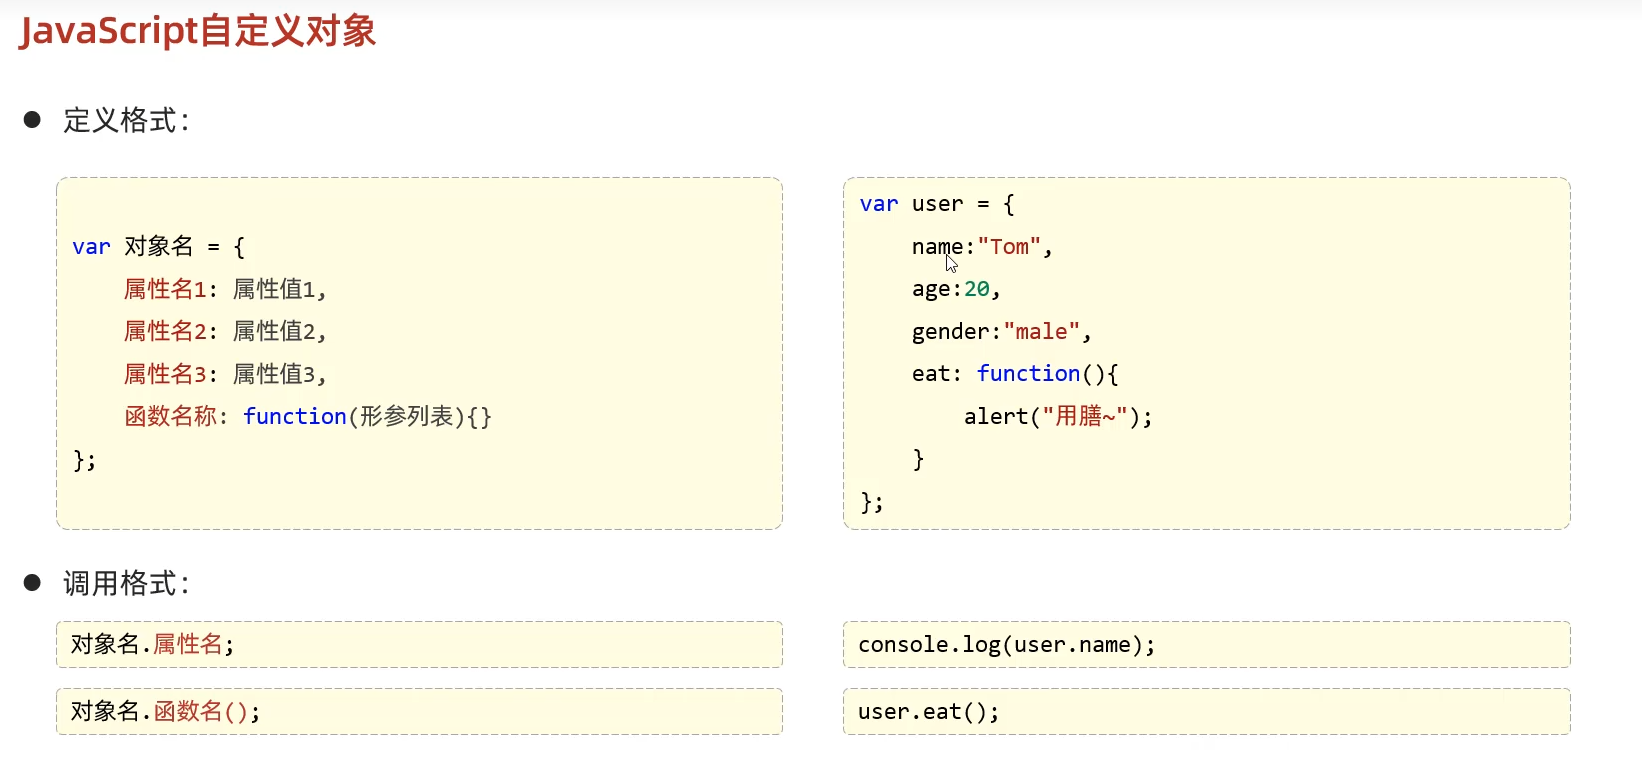 JavaScript自定义对象
● 定义格式：
var 对象名 = {
    属性名1: 属性值1,
    属性名2: 属性值2,
    属性名3: 属性值3,
    函数名称: function(形参列表){}
};
var user = {
    name:"Tom",
    age:20,
    gender:"male",
    eat: function(){
        alert("用膳~");
    }
};
● 调用格式：
对象名.属性名;
console.log(user.name);
对象名.函数名();
user.eat();